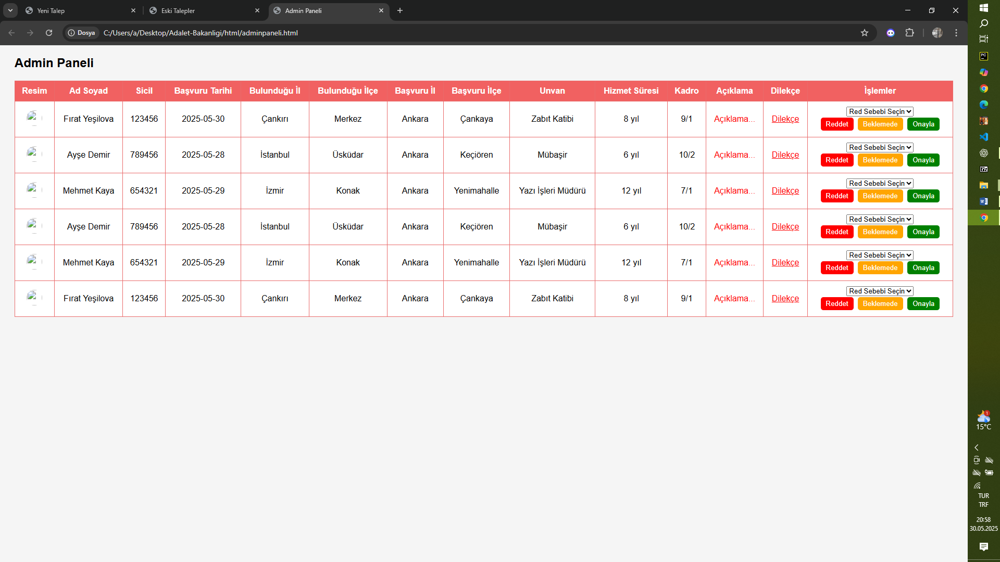 Yeni Talep
Eski Talepler
Admin Paneli
Dosya
C:/Users/a/Desktop/Adalet-Bakanligi/html/adminpaneli.html
Admin Paneli
Resim Ad Soyad Sicil Başvuru Tarihi Bulunduğu İl Bulunduğu İlçe Başvuru İl Başvuru İlçe Unvan Hizmet Süresi Kadro Açıklama Dilekçe İşlemler
Fırat Yeşilova 123456 2025-05-30 Çankırı Merkez Ankara Çankaya Zabıt Katibi 8 yıl 9/1 Açıklama... Dilekçe Red Sebebi Seçin
Reddet Beklemede Onayla
Ayşe Demir 789456 2025-05-28 İstanbul Üsküdar Ankara Keçiören Mübaşir 6 yıl 10/2 Açıklama... Dilekçe Red Sebebi Seçin
Reddet Beklemede Onayla
Mehmet Kaya 654321 2025-05-29 İzmir Konak Ankara Yenimahalle Yazı İşleri Müdürü 12 yıl 7/1 Açıklama... Dilekçe Red Sebebi Seçin
Reddet Beklemede Onayla
Ayşe Demir 789456 2025-05-28 İstanbul Üsküdar Ankara Keçiören Mübaşir 6 yıl 10/2 Açıklama... Dilekçe Red Sebebi Seçin
Reddet Beklemede Onayla
Mehmet Kaya 654321 2025-05-29 İzmir Konak Ankara Yenimahalle Yazı İşleri Müdürü 12 yıl 7/1 Açıklama... Dilekçe Red Sebebi Seçin
Reddet Beklemede Onayla
Fırat Yeşilova 123456 2025-05-30 Çankırı Merkez Ankara Çankaya Zabıt Katibi 8 yıl 9/1 Açıklama... Dilekçe Red Sebebi Seçin
Reddet Beklemede Onayla
PC
7z
W
1
15°C
TUR
TRF
20:58
30.05.2025